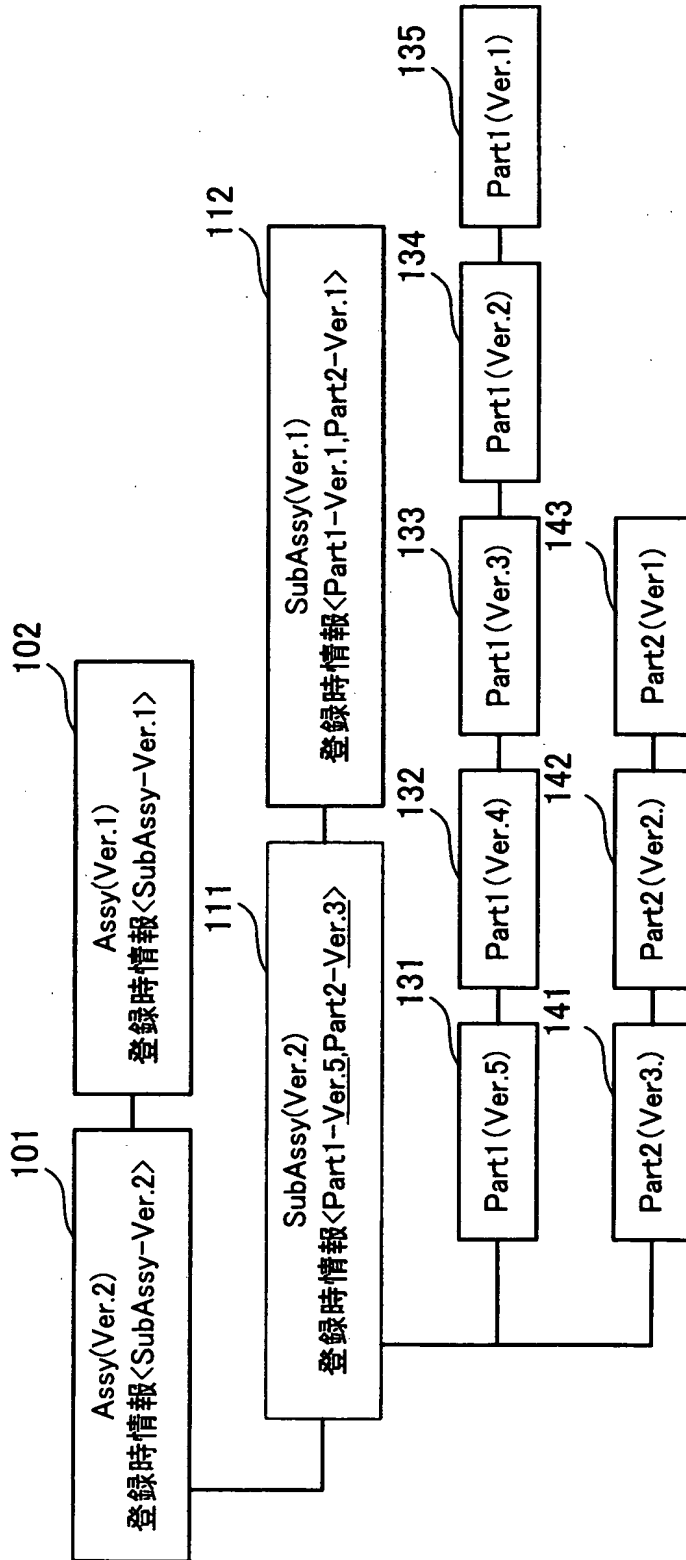 101
Assy(Ver.2)
登録時情報<SubAssy-Ver.2>
102
Assy(Ver.1)
登録時情報<SubAssy-Ver.1>
111
SubAssy(Ver.2)
登録時情報<Part1-Ver.5,Part2-Ver.3>
112
SubAssy(Ver.1)
登録時情報<Part1-Ver.1,Part2-Ver.1>
131
Part1(Ver.5)
132
Part1(Ver.4)
133
Part1(Ver.3)
134
Part1(Ver.2)
135
Part1(Ver.1)
141
Part2(Ver3.)
142
Part2(Ver2.)
143
Part2(Ver1)